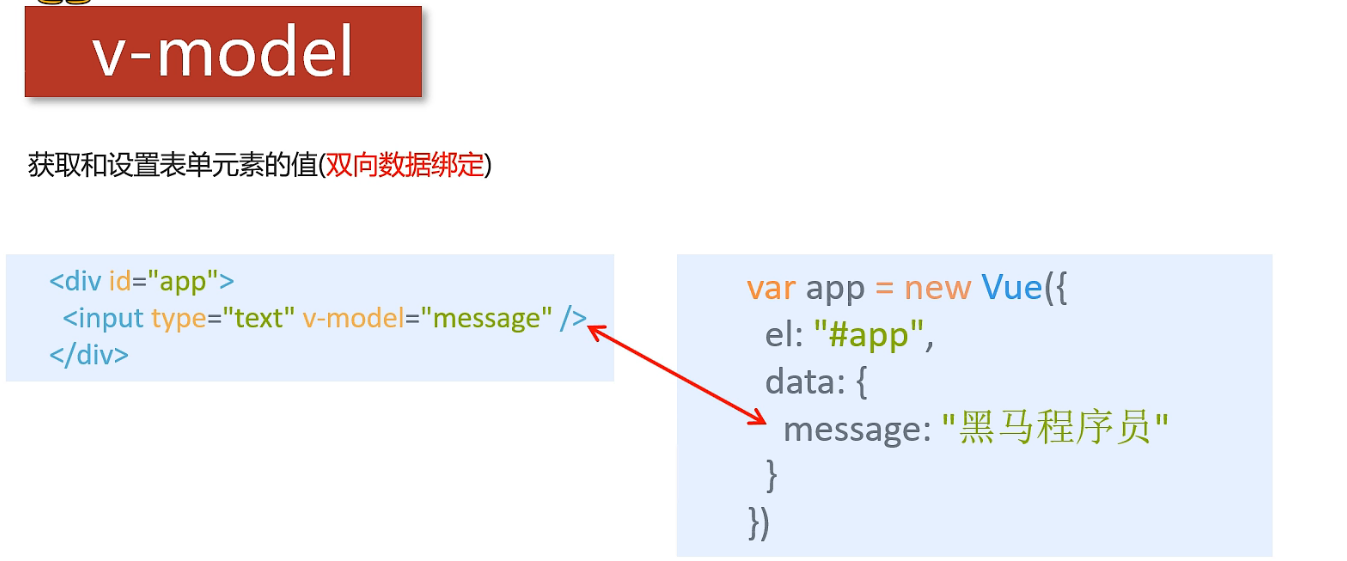 v-model
获取和设置表单元素的值(双向数据绑定)
<div id="app">
<input type="text" v-model="message" />
</div>
var app = new Vue({
el: "#app",
data: {
message: "黑马程序员"
}
})